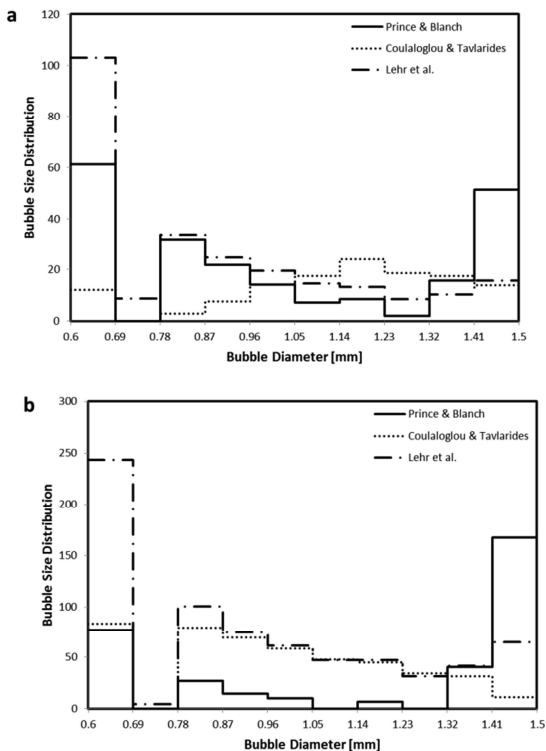 a
120
100
80
60
40
20
0
Bubble Size Distribution
Prince & Blanch
Coulaloglou & Tavlarides
Lehr et al.
0.6 0.69 0.78 0.87 0.96 1.05 1.14 1.23 1.32 1.41 1.5
Bubble Diameter [mm]
b
300
250
200
150
100
50
0
Bubble Size Distribution
Prince & Blanch
Coulaloglou & Tavlarides
Lehr et al.
0.6 0.69 0.78 0.87 0.96 1.05 1.14 1.23 1.32 1.41 1.5
Bubble Diameter [mm]